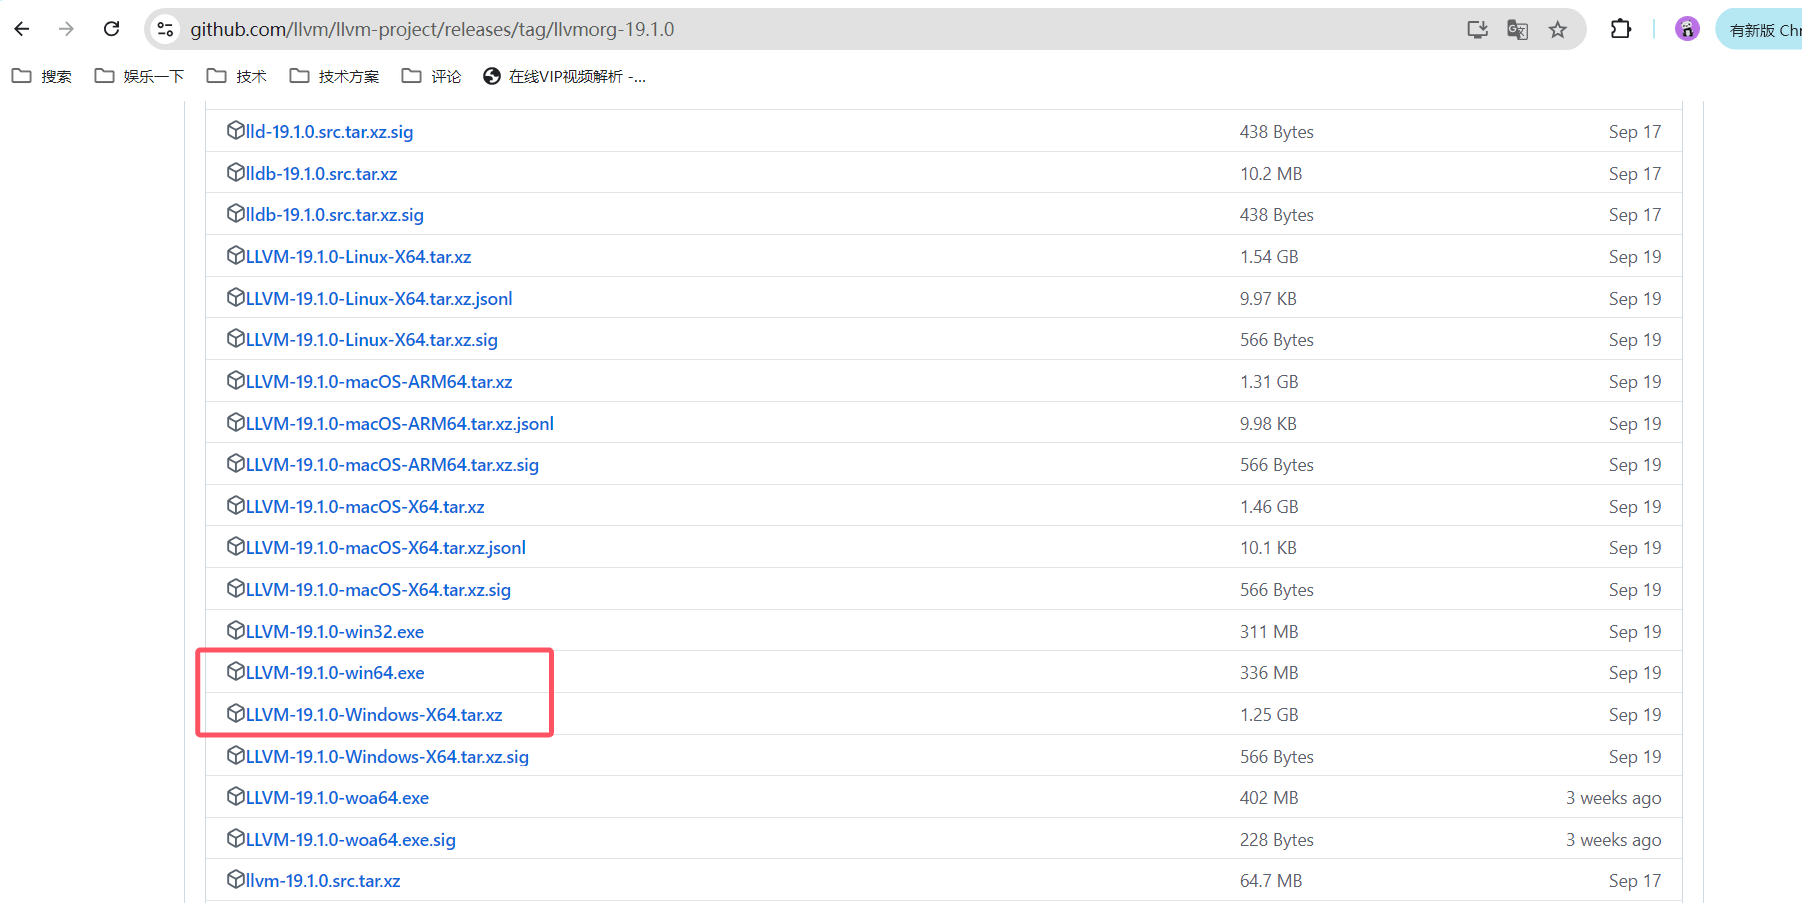 github.com/llvm/llvm-project/releases/tag/llvmorg-19.1.0
有新版 Chr
搜索 娱乐一下 技术 技术方案 评论 在线VIP视频解析 -...
lld-19.1.0.src.tar.xz.sig 438 Bytes Sep 17
lldb-19.1.0.src.tar.xz 10.2 MB Sep 17
lldb-19.1.0.src.tar.xz.sig 438 Bytes Sep 17
LLVM-19.1.0-Linux-X64.tar.xz 1.54 GB Sep 19
LLVM-19.1.0-Linux-X64.tar.xz.jsonl 9.97 KB Sep 19
LLVM-19.1.0-Linux-X64.tar.xz.sig 566 Bytes Sep 19
LLVM-19.1.0-macOS-ARM64.tar.xz 1.31 GB Sep 19
LLVM-19.1.0-macOS-ARM64.tar.xz.jsonl 9.98 KB Sep 19
LLVM-19.1.0-macOS-ARM64.tar.xz.sig 566 Bytes Sep 19
LLVM-19.1.0-macOS-X64.tar.xz 1.46 GB Sep 19
LLVM-19.1.0-macOS-X64.tar.xz.jsonl 10.1 KB Sep 19
LLVM-19.1.0-macOS-X64.tar.xz.sig 566 Bytes Sep 19
LLVM-19.1.0-win32.exe 311 MB Sep 19
LLVM-19.1.0-win64.exe 336 MB Sep 19
LLVM-19.1.0-Windows-X64.tar.xz 1.25 GB Sep 19
LLVM-19.1.0-Windows-X64.tar.xz.sig 566 Bytes Sep 19
LLVM-19.1.0-woa64.exe 402 MB 3 weeks ago
LLVM-19.1.0-woa64.exe.sig 228 Bytes 3 weeks ago
llvm-19.1.0.src.tar.xz 64.7 MB Sep 17